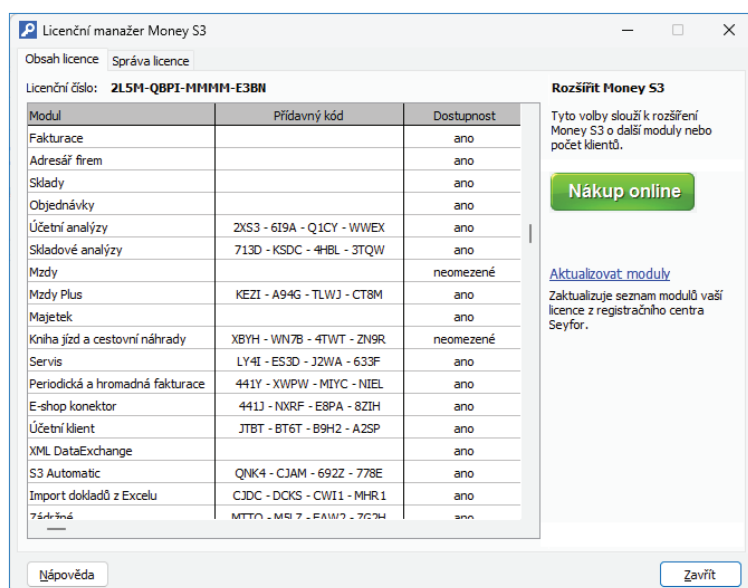 Licenční manažer Money S3
Obsah licence Správa licence
Licenční číslo: 2L5M-QBPI-MMMM-E3BN
Modul Přídavný kód Dostupnost
Fakturace ano
Adresář firem ano
Sklady ano
Objednávky ano
Účetní analýzy 2XS3 - 6I9A - Q1CY - WWEX ano
Skladové analýzy 713D - KSDC - 4HBL - 3TQW ano
Mzdy neomezené
Mzdy Plus KEZI - A94G - TLWJ - CT8M ano
Majetek ano
Kniha jízd a cestovní náhrady XBYH - WN7B - 4TWT - ZN9R neomezené
Servis LY4I - ES3D - J2WA - 633F ano
Periodická a hromadná fakturace 441Y - XWPW - MIYC - NIEL ano
E-shop konektor 441J - NXRF - E8PA - 8ZIH ano
Účetní klient JTBT - BT6T - B9H2 - A2SP ano
XML DataExchange ano
S3 Automatic QNK4 - CJAM - 692Z - 778E ano
Import dokladů z Excelu CJDC - DCKS - CWI1 - MHR1 ano
Zádržné MTTO - M5LZ - FAW2 - 7G2H ano
Rozšířit Money S3
Tyto volby slouží k rozšíření
Money S3 o další moduly nebo
počet klientů.
Nákup online
Aktualizovat moduly
Zaktualizuje seznam modulů vaší
licence z registračního centra
Seyfor.
Nápověda
Zavřít